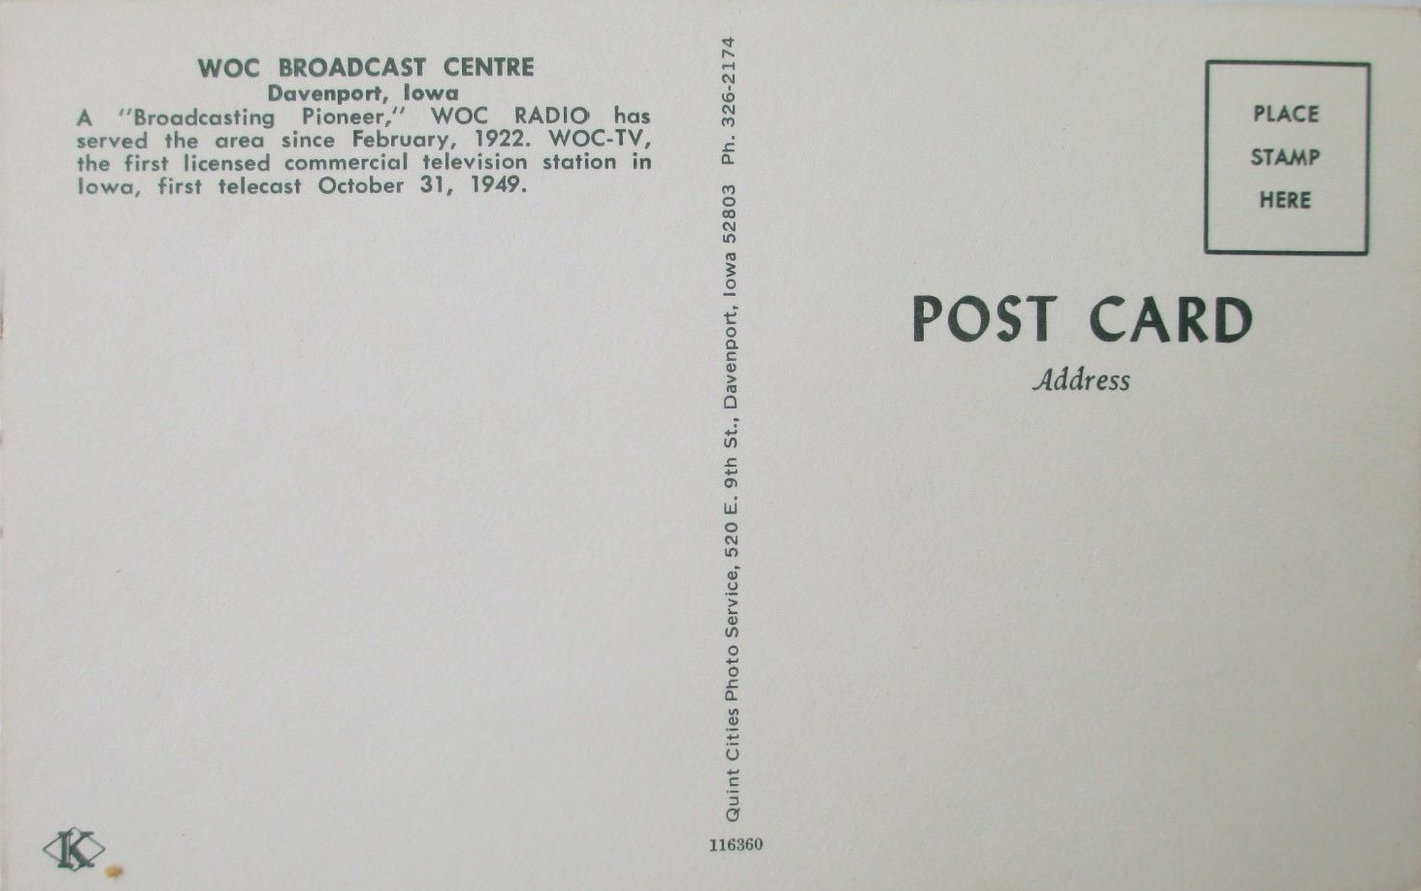 WOC BROADCAST CENTRE
Davenport, Iowa
A "Broadcasting Pioneer," WOC RADIO has
served the area since February, 1922. WOC-TV,
the first licensed commercial television station in
Iowa, first telecast October 31, 1949.
K
Quint Cities Photo Service, 520 E. 9th St., Davenport, Iowa 52803 Ph. 326-2174
116360
PLACE
STAMP
HERE
POST CARD
Address